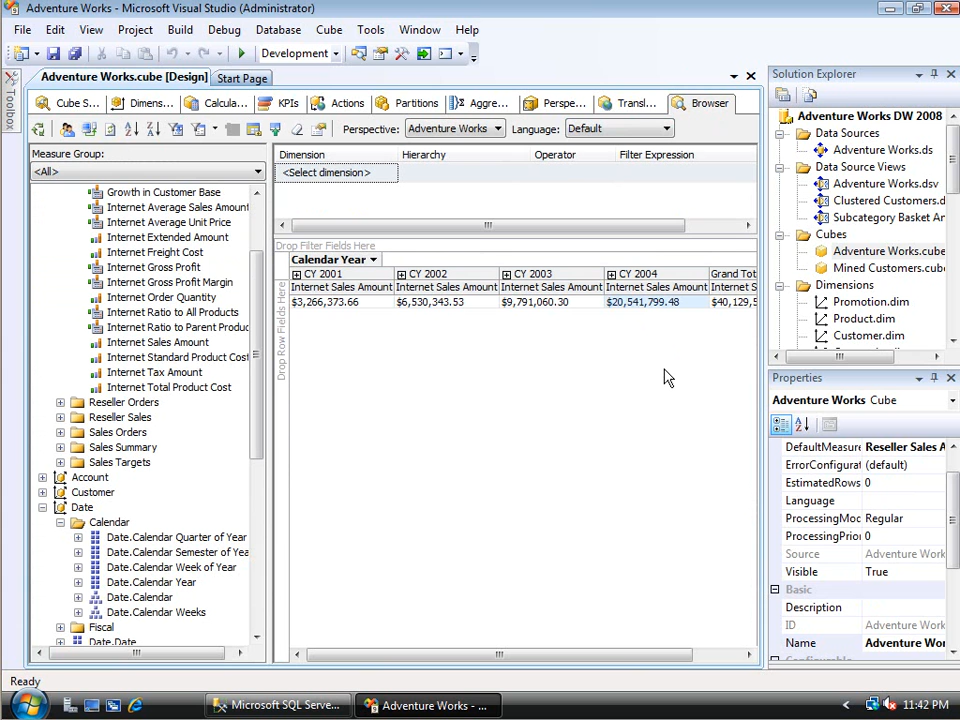 Adventure Works - Microsoft Visual Studio (Administrator)
File Edit View Project Build Debug Database Cube Tools Window Help
Development
Adventure Works.cube [Design] Start Page
Cube S... Dimens... Calcula... KPIs Actions Partitions Aggre... Perspe... Transl... Browser
Perspective: Adventure Works Language: Default
Measure Group:
<All>
Growth in Customer Base
Internet Average Sales Amount
Internet Average Unit Price
Internet Extended Amount
Internet Freight Cost
Internet Gross Profit
Internet Gross Profit Margin
Internet Order Quantity
Internet Ratio to All Products
Internet Ratio to Parent Produc
Internet Sales Amount
Internet Standard Product Cost
Internet Tax Amount
Internet Total Product Cost
Reseller Orders
Reseller Sales
Sales Orders
Sales Summary
Sales Targets
Account
Customer
Date
Calendar
Date.Calendar Quarter of Year
Date.Calendar Semester of Yea
Date.Calendar Week of Year
Date.Calendar Year
Date.Calendar
Date.Calendar Weeks
Fiscal
Date.Date
Dimension Hierarchy Operator Filter Expression
<Select dimension>
Drop Filter Fields Here
Calendar Year
CY 2001 CY 2002 CY 2003 CY 2004 Grand Tot
Internet Sales Amount Internet Sales Amount Internet Sales Amount Internet Sales Amount Internet S
$3,266,373.66 $6,530,343.53 $9,791,060.30 $20,541,799.48 $40,129,5
Drop Row Fields Here
Toolbox
Solution Explorer
Adventure Works DW 2008
Data Sources
Adventure Works.ds
Data Source Views
Adventure Works.dsv
Clustered Customers.d
Subcategory Basket An
Cubes
Adventure Works.cube
Mined Customers.cube
Dimensions
Promotion.dim
Product.dim
Customer.dim
Properties
Adventure Works Cube
DefaultMeasure Reseller Sales A
ErrorConfigurat (default)
EstimatedRows 0
Language
ProcessingMod Regular
ProcessingPrior 0
Source Adventure Work
Visible True
Basic
Description
ID Adventure Work
Name Adventure Wor
Ready
Microsoft SQL Serve... Adventure Works - ... 11:42 PM